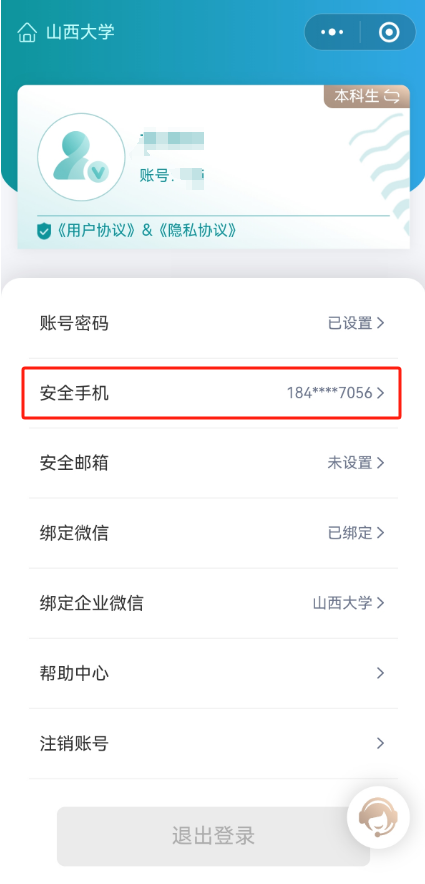 山西大学
本科生
账号.
《用户协议》&《隐私协议》
账号密码 已设置
安全手机 184****7056
安全邮箱 未设置
绑定微信 已绑定
绑定企业微信 山西大学
帮助中心
注销账号
退出登录